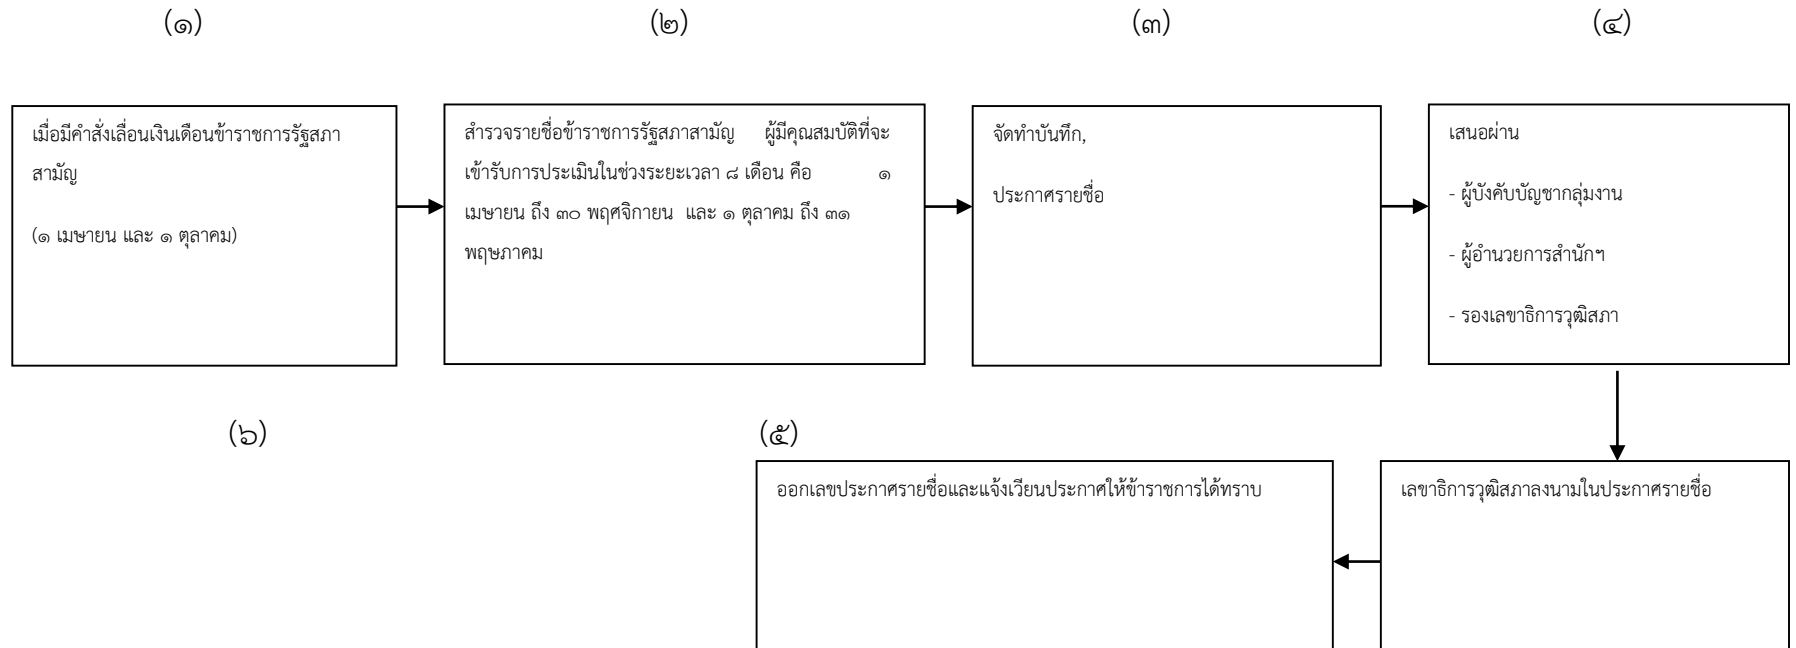 (๑)
(๒)
(๓)
(๔)
เมื่อมีคำสั่งเลื่อนเงินเดือนข้าราชการรัฐสภา
สามัญ
(๑ เมษายน และ ๑ ตุลาคม)
สำรวจรายชื่อข้าราชการรัฐสภาสามัญ ผู้มีคุณสมบัติที่จะ
เข้ารับการประเมินในช่วงระยะเวลา ๘ เดือน คือ ๑
เมษายน ถึง ๓๐ พฤศจิกายน และ ๑ ตุลาคม ถึง ๓๑
พฤษภาคม
จัดทำบันทึก,
ประกาศรายชื่อ
เสนอผ่าน
- ผู้บังคับบัญชากลุ่มงาน
- ผู้อำนวยการสำนักฯ
- รองเลขาธิการวุฒิสภา
(๖)
(๕)
ออกเลขประกาศรายชื่อและแจ้งเวียนประกาศให้ข้าราชการได้ทราบ
เลขาธิการวุฒิสภาลงนามในประกาศรายชื่อ